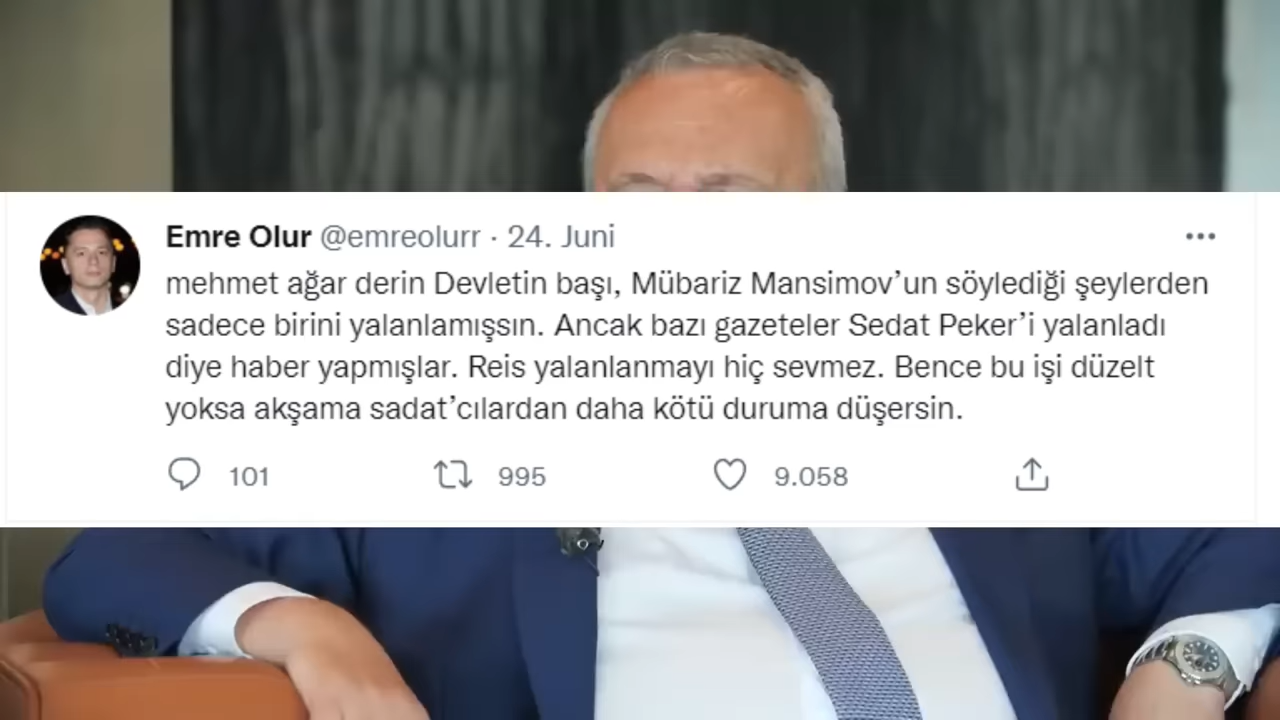 Emre Olur @emreolurr · 24. Juni
mehmet ağar derin Devletin başı, Mübariz Mansimov’un söylediği şeylerden
sadece birini yalanlamışsın. Ancak bazı gazeteler Sedat Peker’i yalanladı
diye haber yapmışlar. Reis yalanlanmayı hiç sevmez. Bence bu işi düzelt
yoksa akşama sadat’cılardan daha kötü duruma düşersin.
101 995 9.058